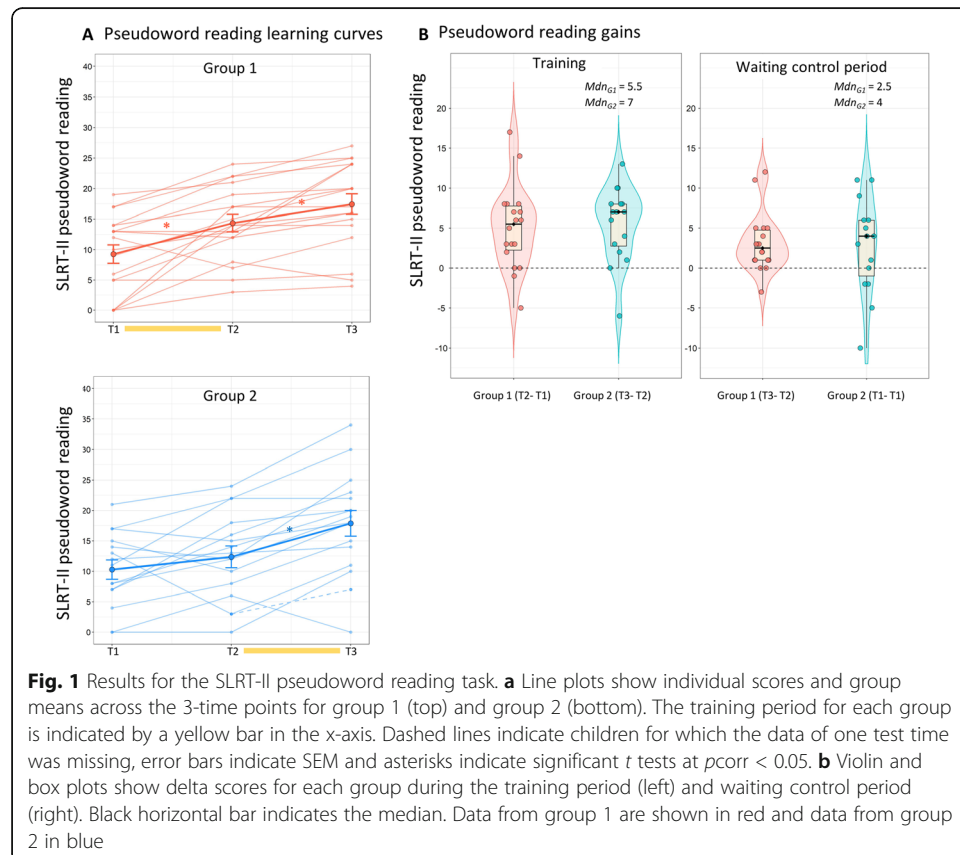 A Pseudoword reading learning curves
Group 1
SLRT-II pseudoword reading
40
35
30
25
20
15
10
5
0
*
*
T1 T2 T3
Group 2
SLRT-II pseudoword reading
40
35
30
25
20
15
10
5
0
*
T1 T2 T3
B Pseudoword reading gains
Training
MdnG1 = 5.5
MdnG2 = 7
SLRT-II pseudoword reading
20
15
10
5
0
-10
Group 1 (T2- T1) Group 2 (T3- T2)
Waiting control period
MdnG1 = 2.5
MdnG2 = 4
20
15
10
5
0
-10
Group 1 (T3- T2) Group 2 (T1- T1)
Fig. 1 Results for the SLRT-II pseudoword reading task. a Line plots show individual scores and group
means across the 3-time points for group 1 (top) and group 2 (bottom). The training period for each group
is indicated by a yellow bar in the x-axis. Dashed lines indicate children for which the data of one test time
was missing, error bars indicate SEM and asterisks indicate significant t tests at pcorr < 0.05. b Violin and
box plots show delta scores for each group during the training period (left) and waiting control period
(right). Black horizontal bar indicates the median. Data from group 1 are shown in red and data from group
2 in blue